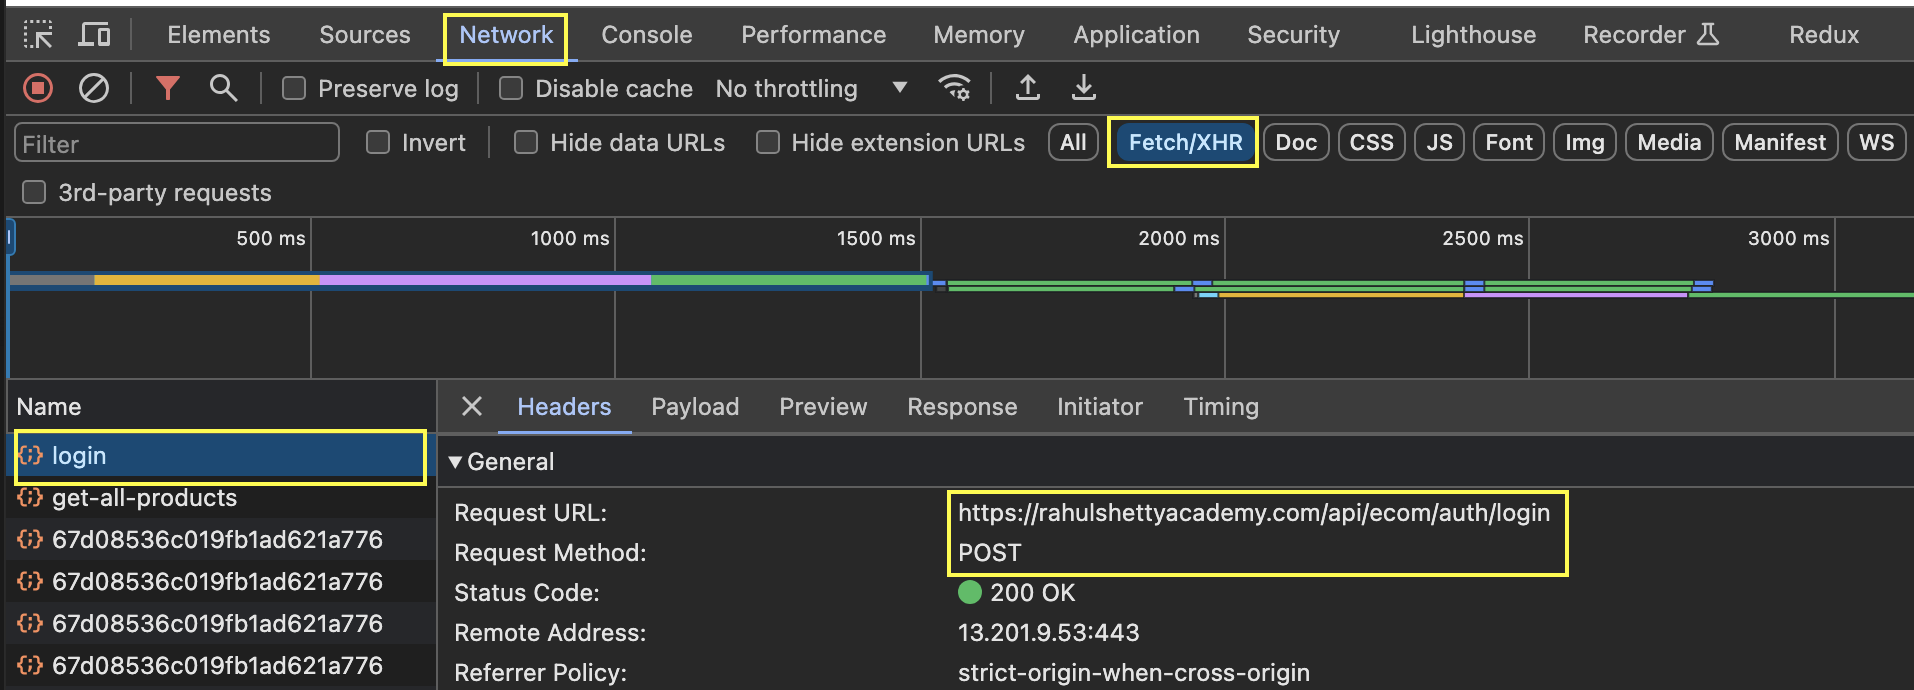 Elements Sources Network Console Performance Memory Application Security Lighthouse Recorder Redux
Preserve log Disable cache No throttling
Filter Invert Hide data URLs Hide extension URLs All Fetch/XHR Doc CSS JS Font Img Media Manifest WS
3rd-party requests
500 ms 1000 ms 1500 ms 2000 ms 2500 ms 3000 ms
Name Headers Payload Preview Response Initiator Timing
login
General
get-all-products
Request URL: https://rahulshettyacademy.com/api/ecom/auth/login
67d08536c019fb1ad621a776
Request Method: POST
67d08536c019fb1ad621a776
Status Code: 200 OK
67d08536c019fb1ad621a776
Remote Address: 13.201.9.53:443
67d08536c019fb1ad621a776
Referrer Policy: strict-origin-when-cross-origin